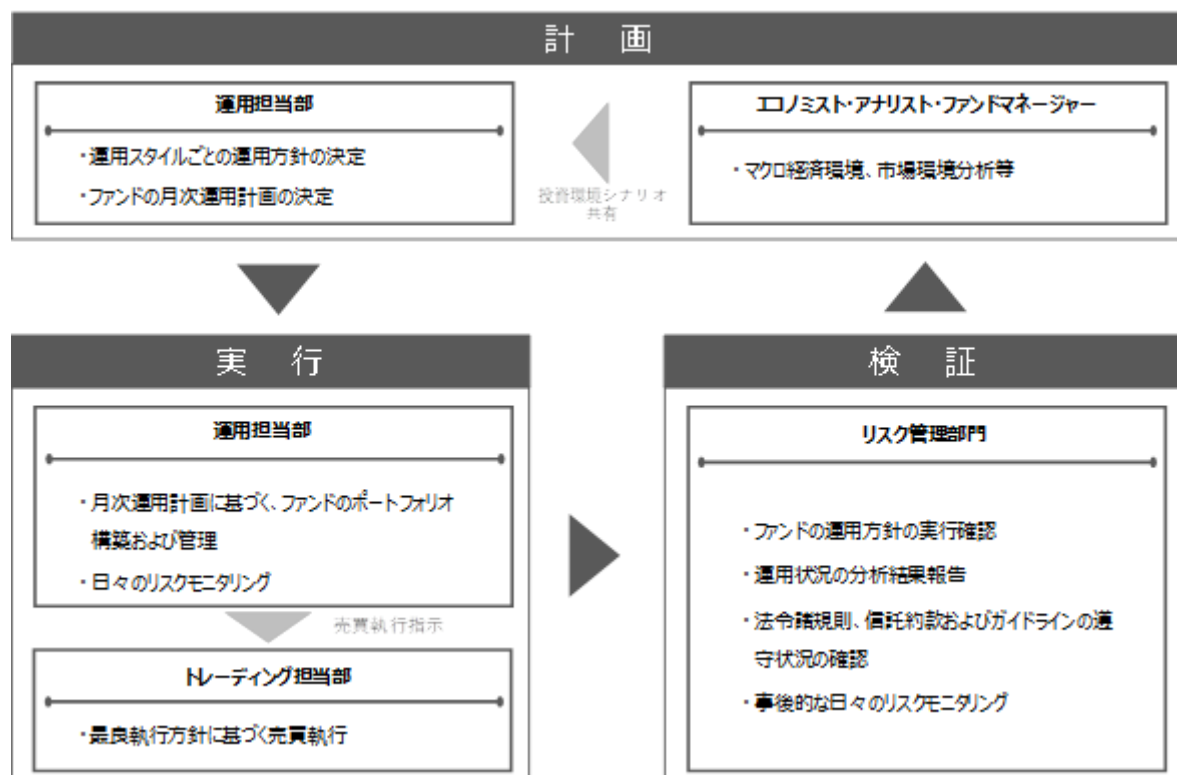 計 画
運用担当部
・運用スタイルごとの運用方針の決定
・ファンドの月次運用計画の決定
投資環境シナリオ
共有
エコノミスト・アナリスト・ファンドマネージャー
・マクロ経済環境、市場環境分析等
実 行
運用担当部
・月次運用計画に基づく、ファンドのポートフォリオ
構築および管理
・日々のリスクモニタリング
売買執行指示
トレーディング担当部
・最良執行方針に基づく売買執行
検 証
リスク管理部門
・ファンドの運用方針の実行確認
・運用状況の分析結果報告
・法令諸規則、信託約款およびガイドラインの遵
守状況の確認
・事後的な日々のリスクモニタリング